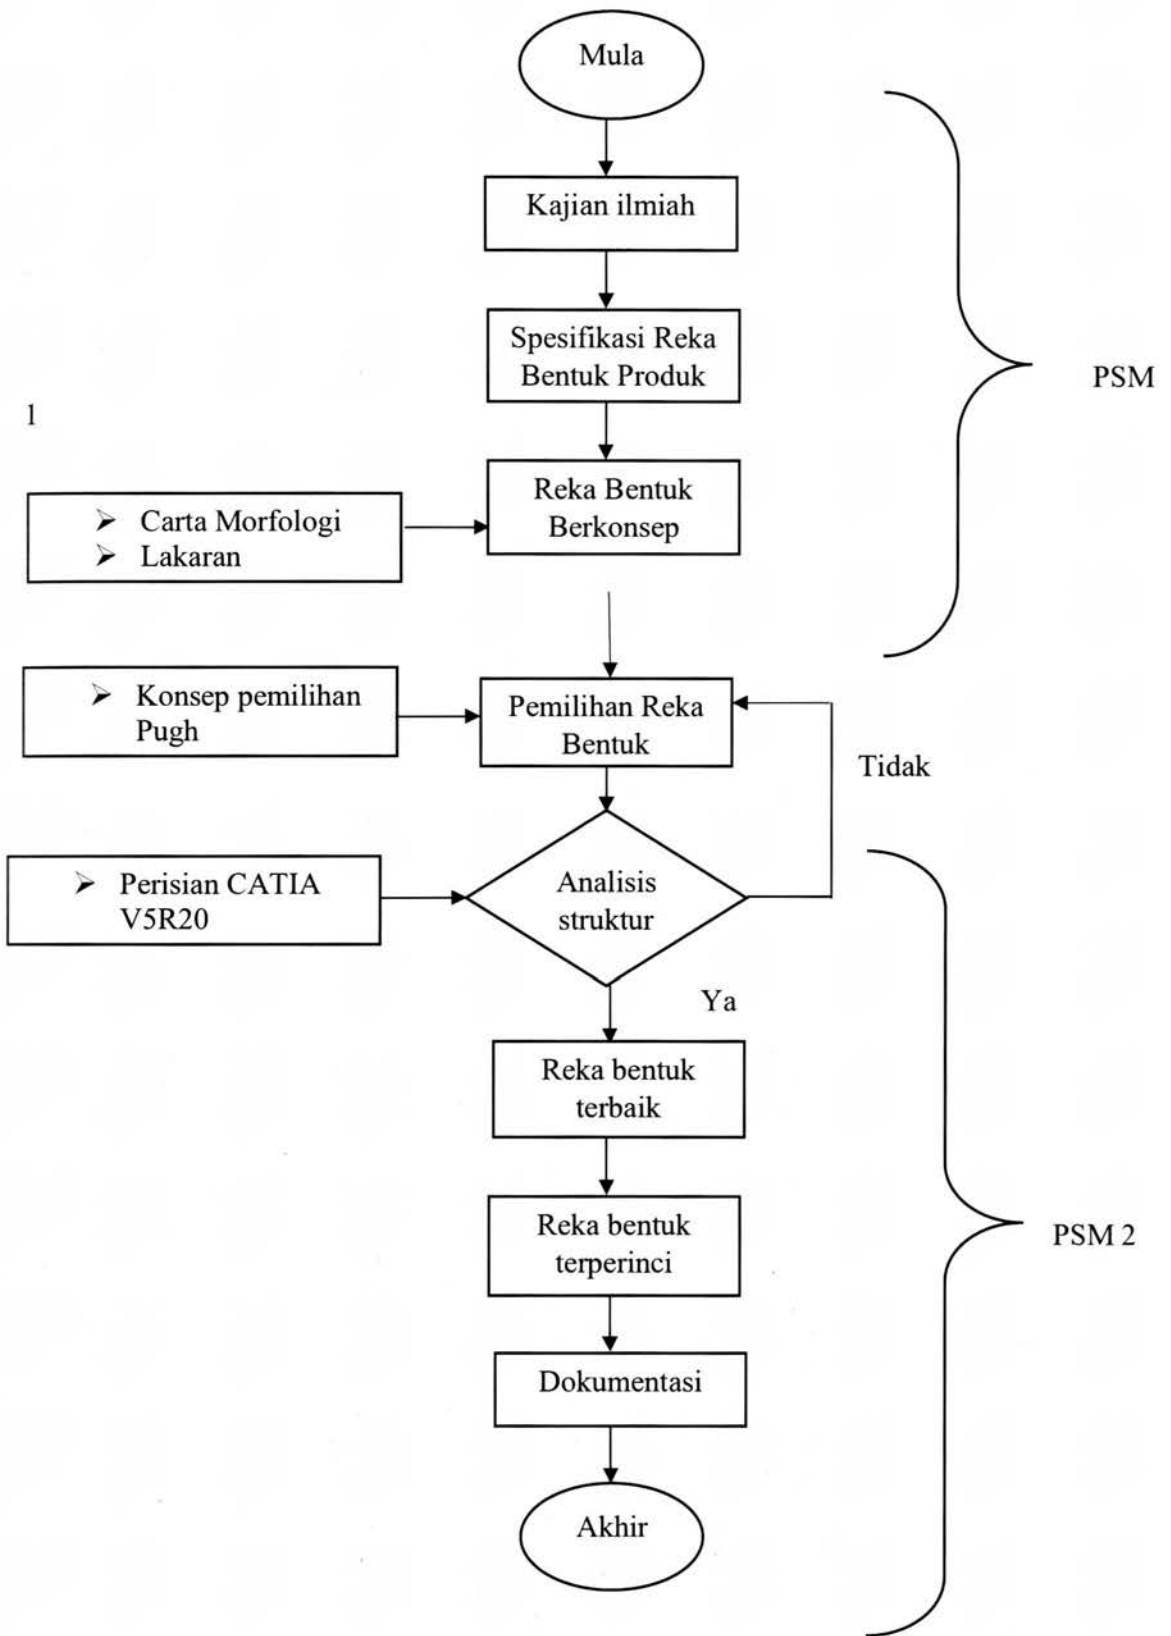 Mula
Kajian ilmiah
Spesifikasi Reka
Bentuk Produk
PSM
1
Reka Bentuk
Berkonsep
➢ Carta Morfologi
➢ Lakaran
➢ Konsep pemilihan
Pugh
Pemilihan Reka
Bentuk
Tidak
➢ Perisian CATIA
V5R20
Analisis
struktur
Ya
Reka bentuk
terbaik
Reka bentuk
terperinci
PSM 2
Dokumentasi
Akhir